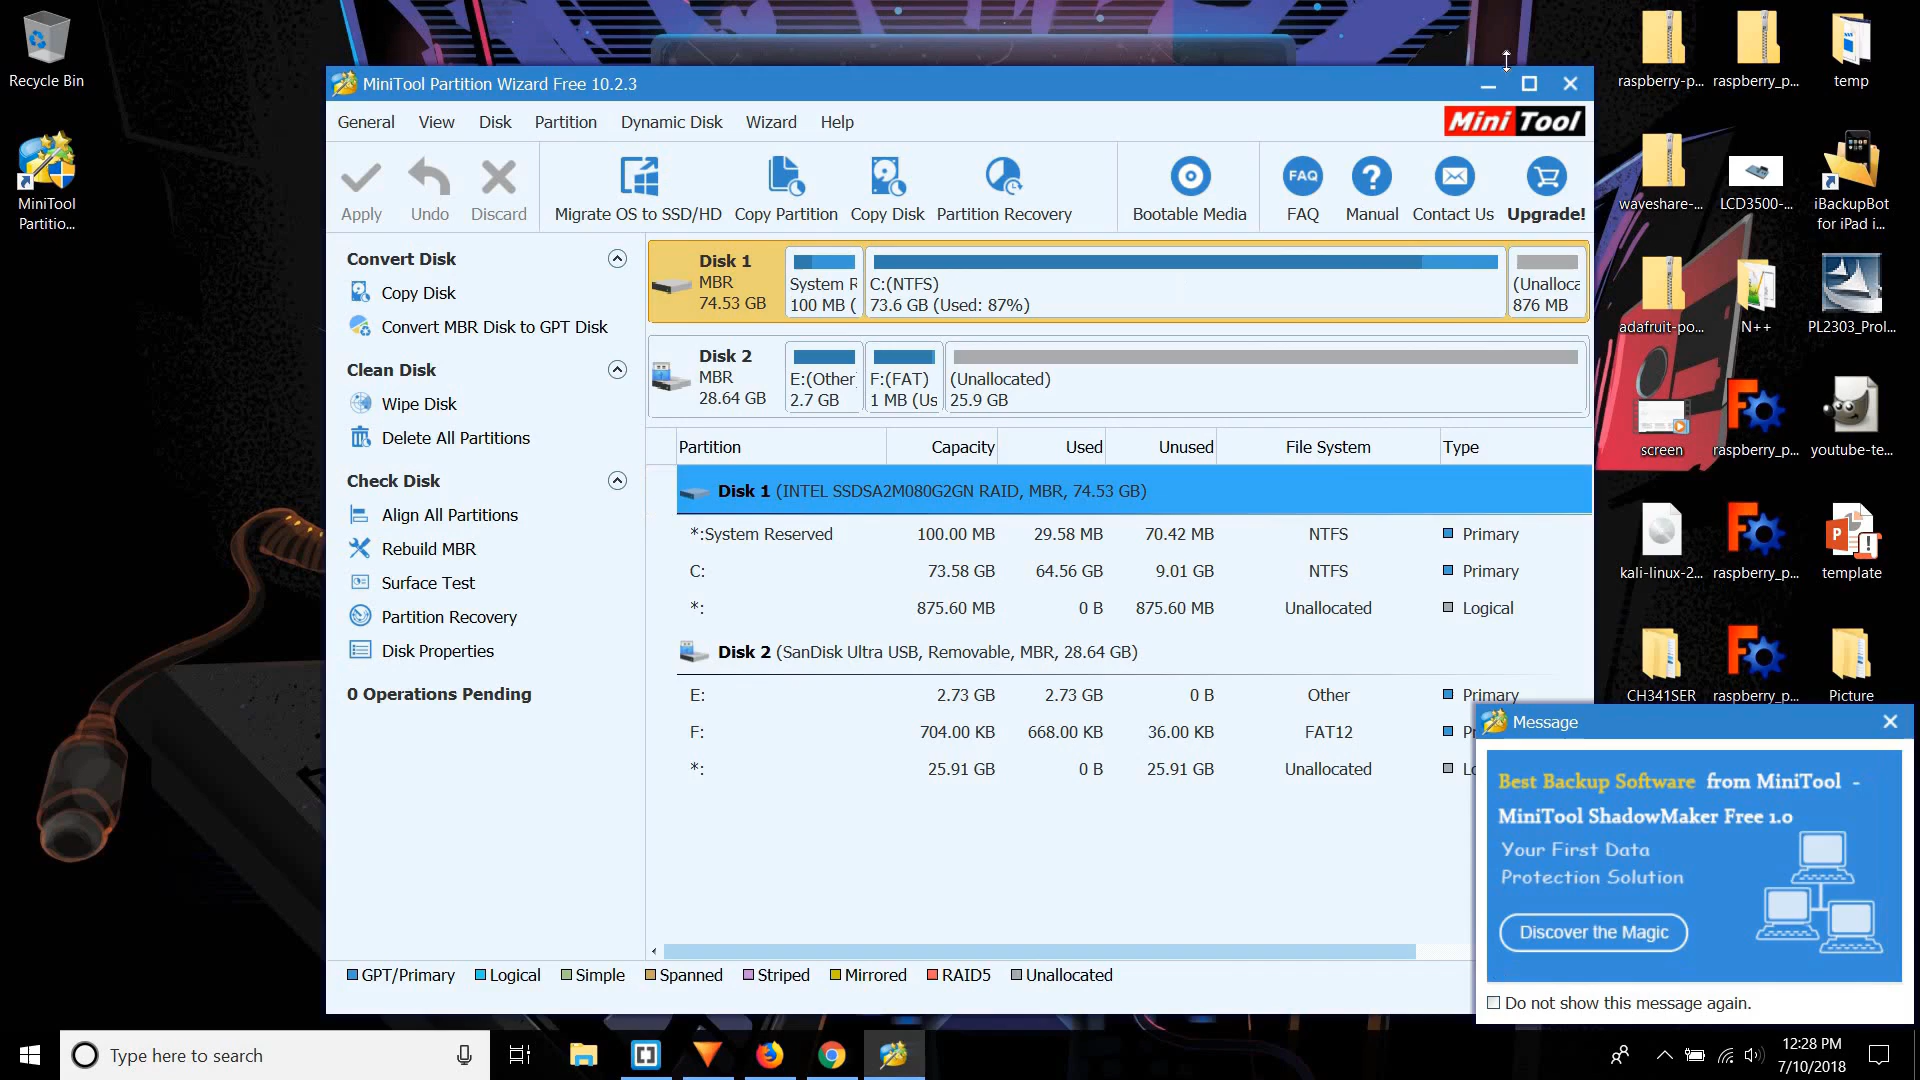 Recycle Bin
MiniTool
Partitio...
MiniTool Partition Wizard Free 10.2.3
General View Disk Partition Dynamic Disk Wizard Help
Mini Tool
Apply Undo Discard Migrate OS to SSD/HD Copy Partition Copy Disk Partition Recovery Bootable Media FAQ Manual Contact Us Upgrade!
FAQ
Convert Disk
Copy Disk
Convert MBR Disk to GPT Disk
Clean Disk
Wipe Disk
Delete All Partitions
Check Disk
Align All Partitions
Rebuild MBR
Surface Test
Partition Recovery
Disk Properties
0 Operations Pending
Disk 1
MBR
74.53 GB
System R
100 MB (
C:(NTFS)
73.6 GB (Used: 87%)
(Unalloca
876 MB
Disk 2
MBR
28.64 GB
E:(Other
2.7 GB
F:(FAT)
1 MB (Us
(Unallocated)
25.9 GB
Partition Capacity Used Unused File System Type
Disk 1 (INTEL SSDSA2M080G2GN RAID, MBR, 74.53 GB)
*:System Reserved 100.00 MB 29.58 MB 70.42 MB NTFS Primary
C: 73.58 GB 64.56 GB 9.01 GB NTFS Primary
*: 875.60 MB 0 B 875.60 MB Unallocated Logical
Disk 2 (SanDisk Ultra USB, Removable, MBR, 28.64 GB)
E: 2.73 GB 2.73 GB 0 B Other Primary
F: 704.00 KB 668.00 KB 36.00 KB FAT12 Pr
*: 25.91 GB 0 B 25.91 GB Unallocated Lo
GPT/Primary Logical Simple Spanned Striped Mirrored RAID5 Unallocated
raspberry-p... raspberry_p... temp
waveshare-... LCD3500-... iBackupBot
for iPad i...
adafruit-po... N++ PL2303_Prol...
screen raspberry_p... youtube-te...
kali-linux-2... raspberry_p... template
CH341SER raspberry_p... Picture
Message
Best Backup Software from MiniTool -
MiniTool ShadowMaker Free 1.0
Your First Data
Protection Solution
Discover the Magic
Do not show this message again.
Type here to search
12:28 PM
7/10/2018